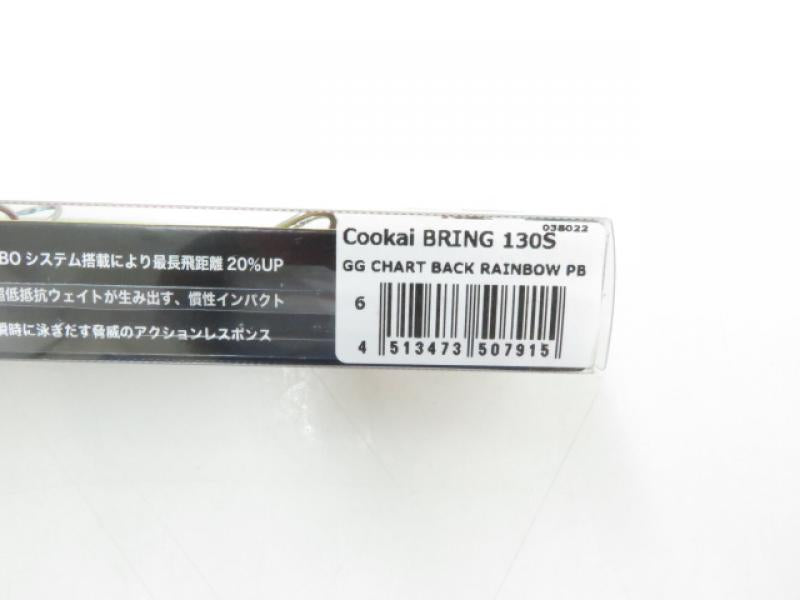 038022
Cookai BRING 130S
GG CHART BACK RAINBOW PB
6
4 513473 507915
BO システム搭載により最長飛距離 20%UP
低抵抗ウェイトが生み出す、慣性インパクト
瞬時に泳ぎだす脅威のアクションレスポンス